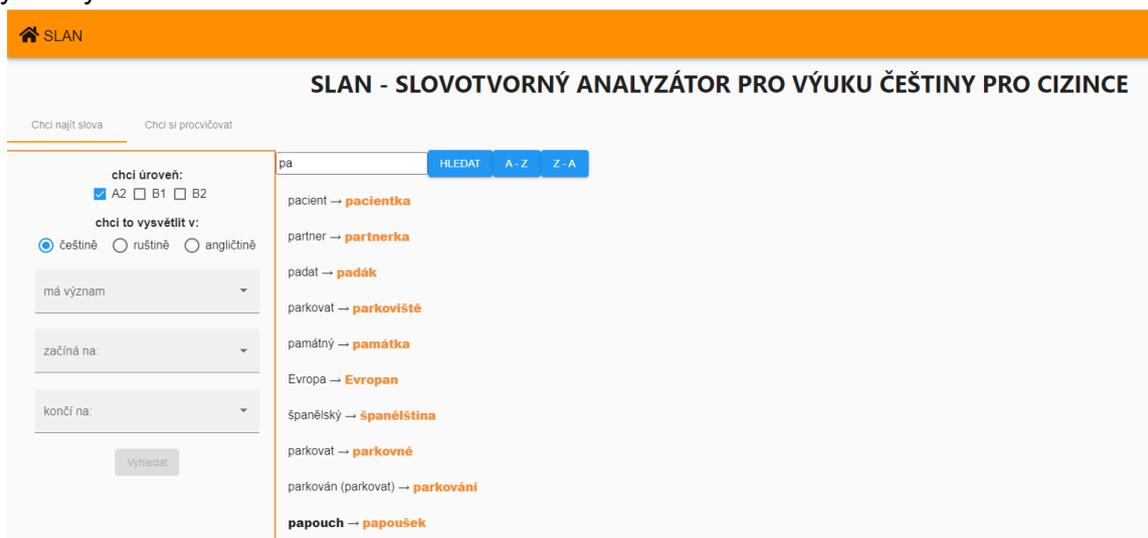 SLAN
SLAN - SLOVOTVORNÝ ANALYZÁTOR PRO VÝUKU ČEŠTINY PRO CIZINCE
Chci najít slova Chci si procvičovat
chci úroveň:
A2 B1 B2
chci to vysvětlit v:
češtině ruštině angličtině
má význam
začíná na:
končí na:
Vyhledat
pa HLEDAT A - Z Z - A
pacient → pacientka
partner → partnerka
padat → padák
parkovat → parkoviště
památný → památka
Evropa → Evropan
španělský → španělština
parkovat → parkovné
parkován (parkovat) → parkování
papouch → papoušek